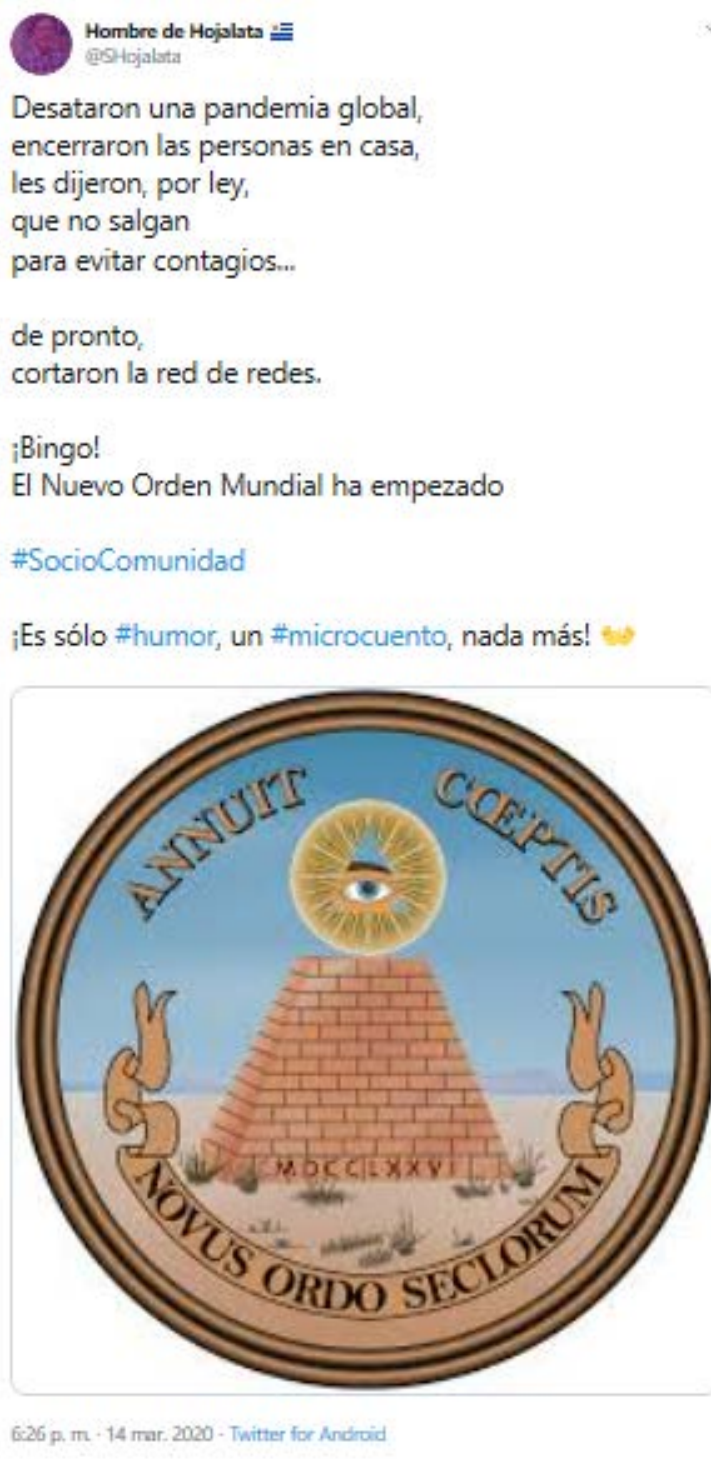 Hombre de Hojalata
@SHojalata
Desataron una pandemia global,
encerraron las personas en casa,
les dijeron, por ley,
que no salgan
para evitar contagios...
de pronto,
cortaron la red de redes.
¡Bingo!
El Nuevo Orden Mundial ha empezado
#SocioComunidad
¡Es sólo #humor, un #microcuento, nada más!
ANNUIT CŒPTIS
MDCCLXXVI
NOVUS ORDO SECLORUM
6:26 p. m. · 14 mar. 2020 · Twitter for Android